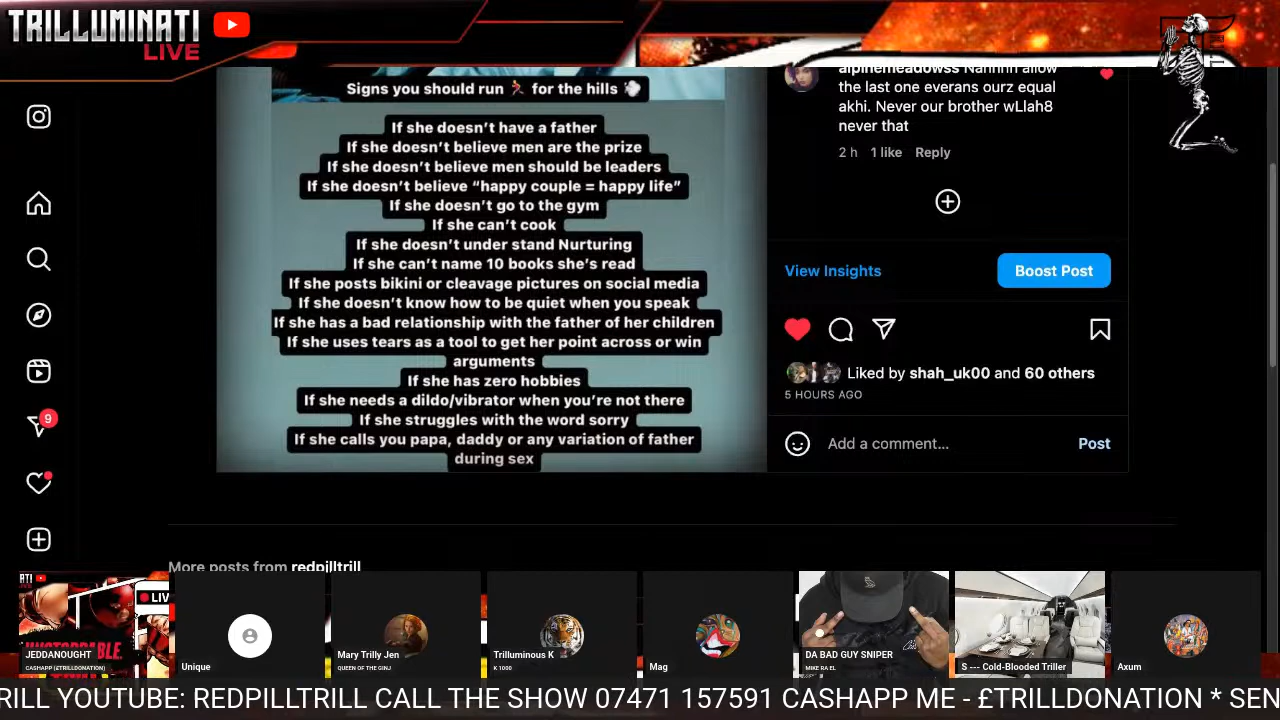 TRILLUMINATI
LIVE
Signs you should run 🏃 for the hills 💨
If she doesn’t have a father
If she doesn’t believe men are the prize
If she doesn’t believe men should be leaders
If she doesn’t believe “happy couple = happy life”
If she doesn’t go to the gym
If she can’t cook
If she doesn’t under stand Nurturing
If she can’t name 10 books she’s read
If she posts bikini or cleavage pictures on social media
If she doesn’t know how to be quiet when you speak
If she has a bad relationship with the father of her children
If she uses tears as a tool to get her point across or win
arguments
If she has zero hobbies
If she needs a dildo/vibrator when you’re not there
If she struggles with the word sorry
If she calls you papa, daddy or any variation of father
during sex
alpinemeadowss Nahhhh allow
the last one everans ourz equal
akhi. Never our brother wLlah8
never that
2 h 1 like Reply
View Insights
Boost Post
Liked by shah_uk00 and 60 others
5 HOURS AGO
Add a comment...
Post
9
More posts from redpilltrill
LIV
JEDDANOUGHT
CASHAPP (£TRILLDONATION)
Unique
Mary Trilly Jen
QUEEN OF THE GINJ
Trilluminous K
K 1000
Mag
DA BAD GUY SNIPER
MIKE RA EL
S --- Cold-Blooded Triller
Axum
RILL YOUTUBE: REDPILLTRILL CALL THE SHOW 07471 157591 CASHAPP ME - £TRILLDONATION * SEN